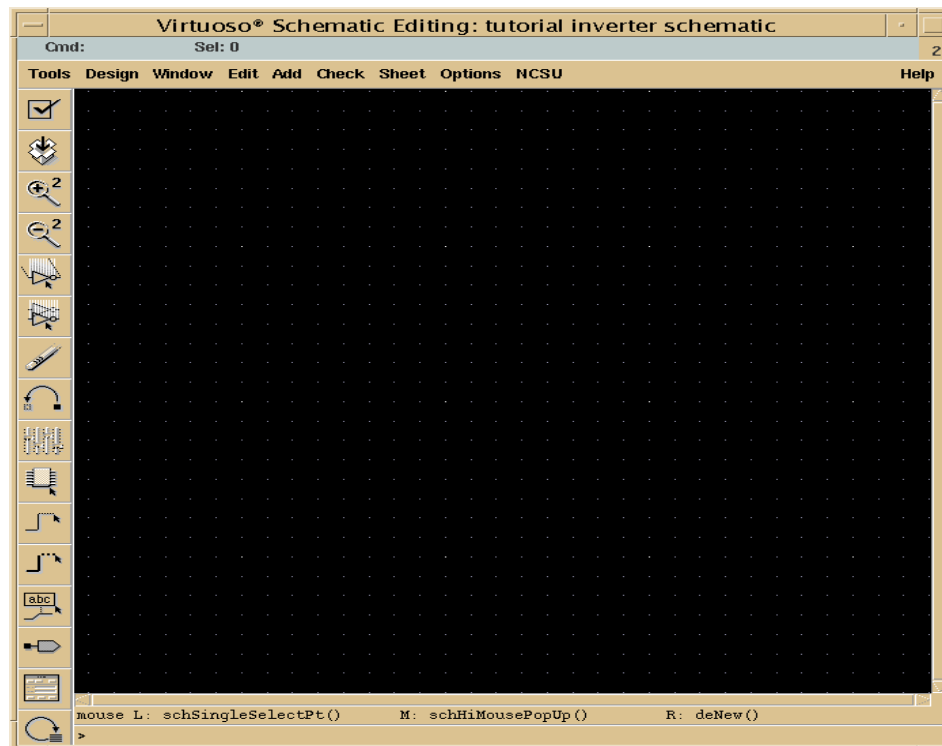 Virtuoso® Schematic Editing: tutorial inverter schematic
Cmd: Sel: 0 2
Tools Design Window Edit Add Check Sheet Options NCSU Help
2
2
abc
mouse L: schSingleSelectPt() M: schHiMousePopUp() R: deNew()
>